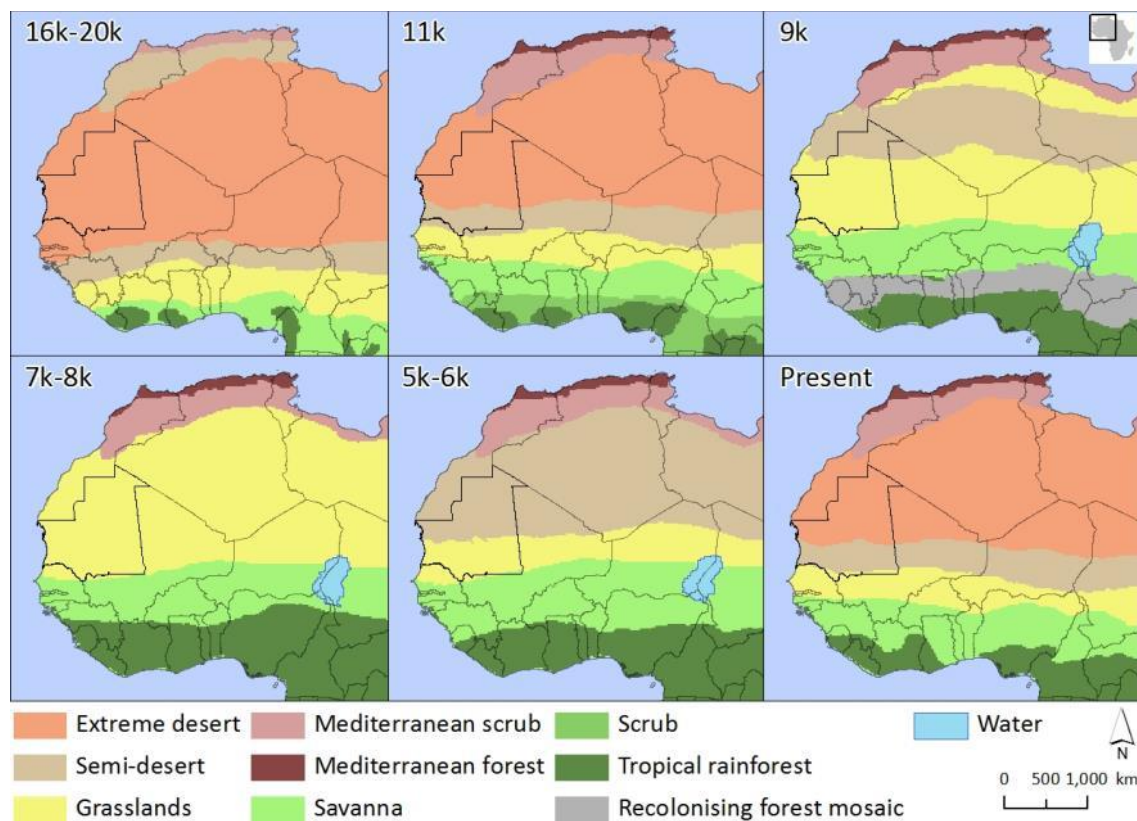 16k-20k
11k
9k
7k-8k
5k-6k
Present
Extreme desert
Mediterranean scrub
Scrub
Water
Semi-desert
Mediterranean forest
Tropical rainforest
N
Grasslands
Savanna
Recolonising forest mosaic
0 500 1,000 km